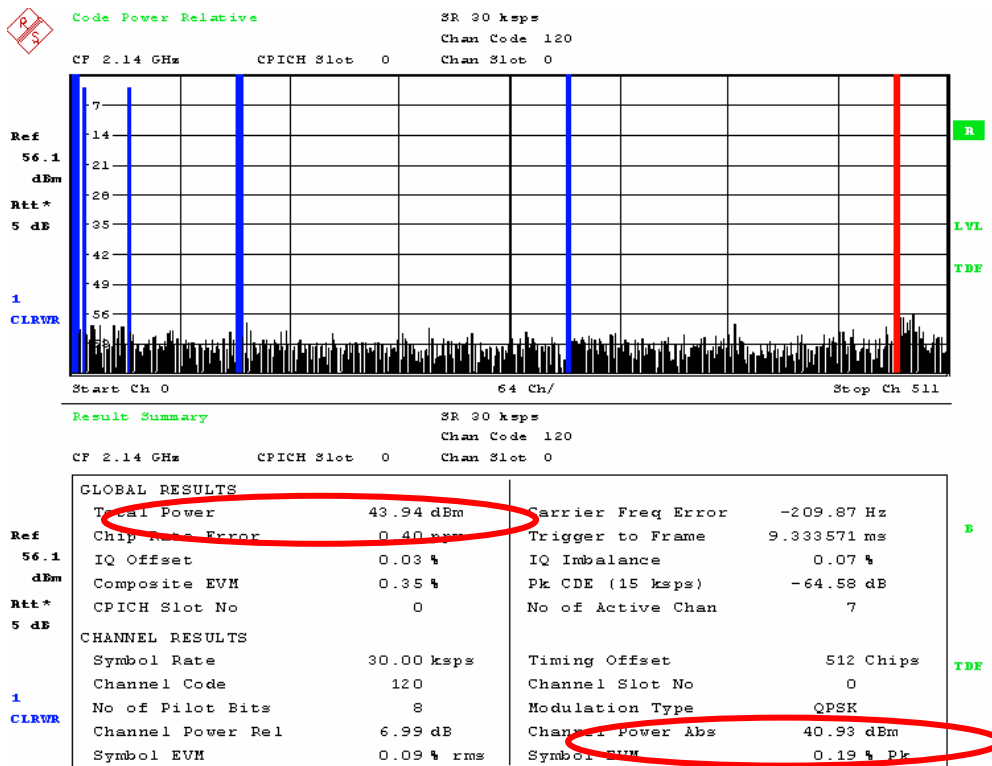 R
S
Code Power Relative
SR 30 ksps
Chan Code 120
CF 2.14 GHz CPICH Slot 0 Chan Slot 0
Ref
56.1
dBm
Att*
5 dB
1
CLRWR
-7
-14
-21
-28
-35
-42
-49
-56
R
LVL
TDF
Start Ch 0 64 Ch/ Stop Ch 511
Result Summary
SR 30 ksps
Chan Code 120
CF 2.14 GHz CPICH Slot 0 Chan Slot 0
Ref
56.1
dBm
Att*
5 dB
1
CLRWR
GLOBAL RESULTS
Total Power 43.94 dBm Carrier Freq Error -209.87 Hz
Chip Rate Error 0.40 ppm Trigger to Frame 9.333571 ms
IQ Offset 0.03 % IQ Imbalance 0.07 %
Composite EVM 0.35 % Pk CDE (15 ksps) -64.58 dB
CPICH Slot No 0 No of Active Chan 7
CHANNEL RESULTS
Symbol Rate 30.00 ksps Timing Offset 512 Chips
Channel Code 120 Channel Slot No 0
No of Pilot Bits 8 Modulation Type QPSK
Channel Power Rel 6.99 dB Channel Power Abs 40.93 dBm
Symbol EVM 0.09 % rms Symbol EVM 0.19 % Pk
B
TDF